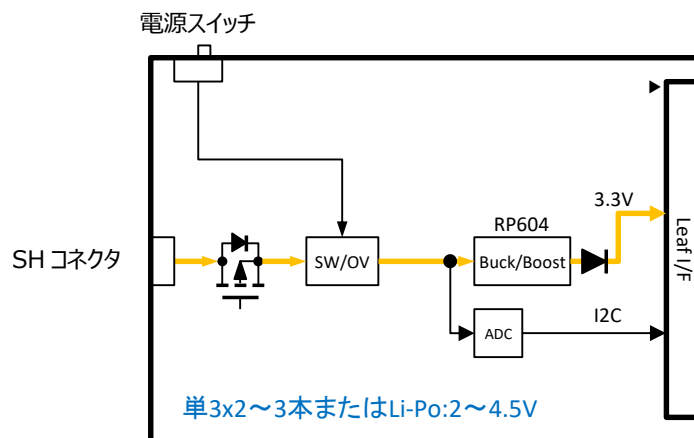 電源スイッチ
3.3V
RP604
SH コネクタ
SW/OV
Buck/Boost
Leaf I/F
ADC
I2C
単3x2～3本またはLi-Po:2～4.5V